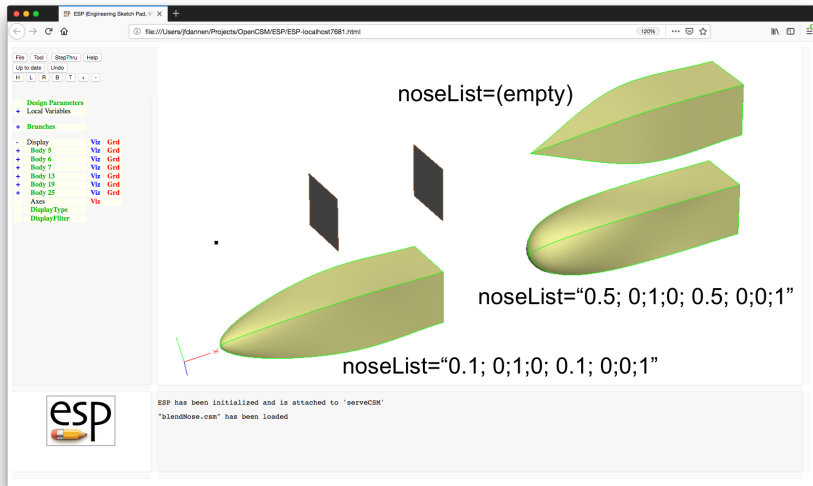 ESP [Engineering Sketch Pad, V
file:///Users/jfdannen/Projects/OpenCSM/ESP/ESP-localhost7681.html
120%
File Tool StepThru Help
Up to date Undo
H L R B T + -
Design Parameters
+ Local Variables
+ Branches
- Display Viz Grd
+ Body 5 Viz Grd
+ Body 6 Viz Grd
+ Body 7 Viz Grd
+ Body 13 Viz Grd
+ Body 19 Viz Grd
+ Body 25 Viz Grd
Axes Viz
DisplayType
DisplayFilter
noseList=(empty)
noseList=“0.5; 0;1;0; 0.5; 0;0;1”
noseList=“0.1; 0;1;0; 0.1; 0;0;1”
x
esp
ESP has been initialized and is attached to 'serveCSM'
"blendNose.csm" has been loaded